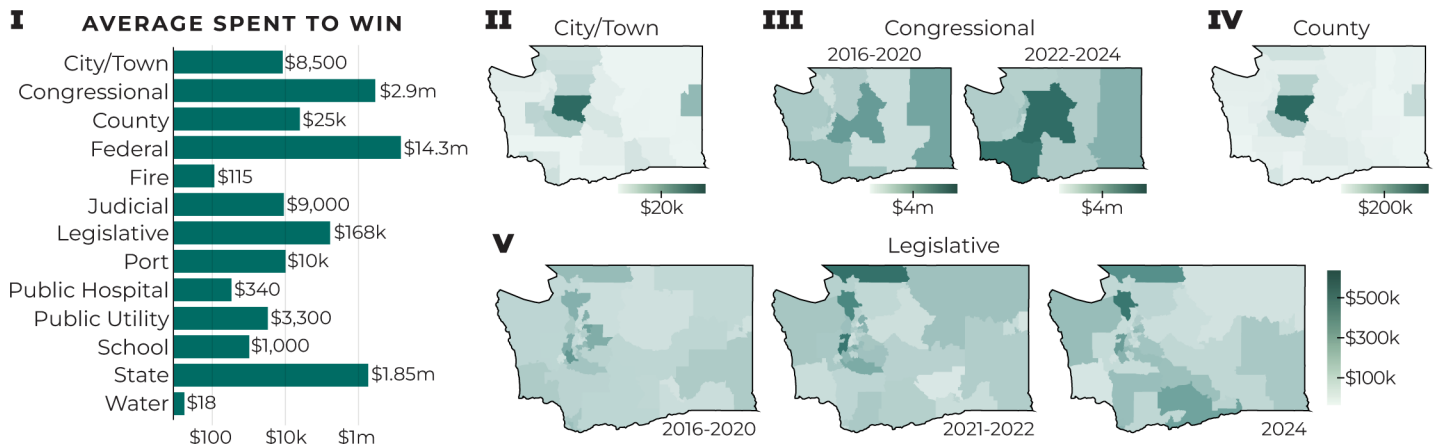 I AVERAGE SPENT TO WIN
City/Town $8,500
Congressional $2.9m
County $25k
Federal $14.3m
Fire $115
Judicial $9,000
Legislative $168k
Port $10k
Public Hospital $340
Public Utility $3,300
School $1,000
State $1.85m
Water $18
$100 $10k $1m
II City/Town
$20k
III Congressional
2016-2020 2022-2024
$4m $4m
IV County
$200k
V Legislative
2016-2020 2021-2022 2024
$500k
$300k
$100k